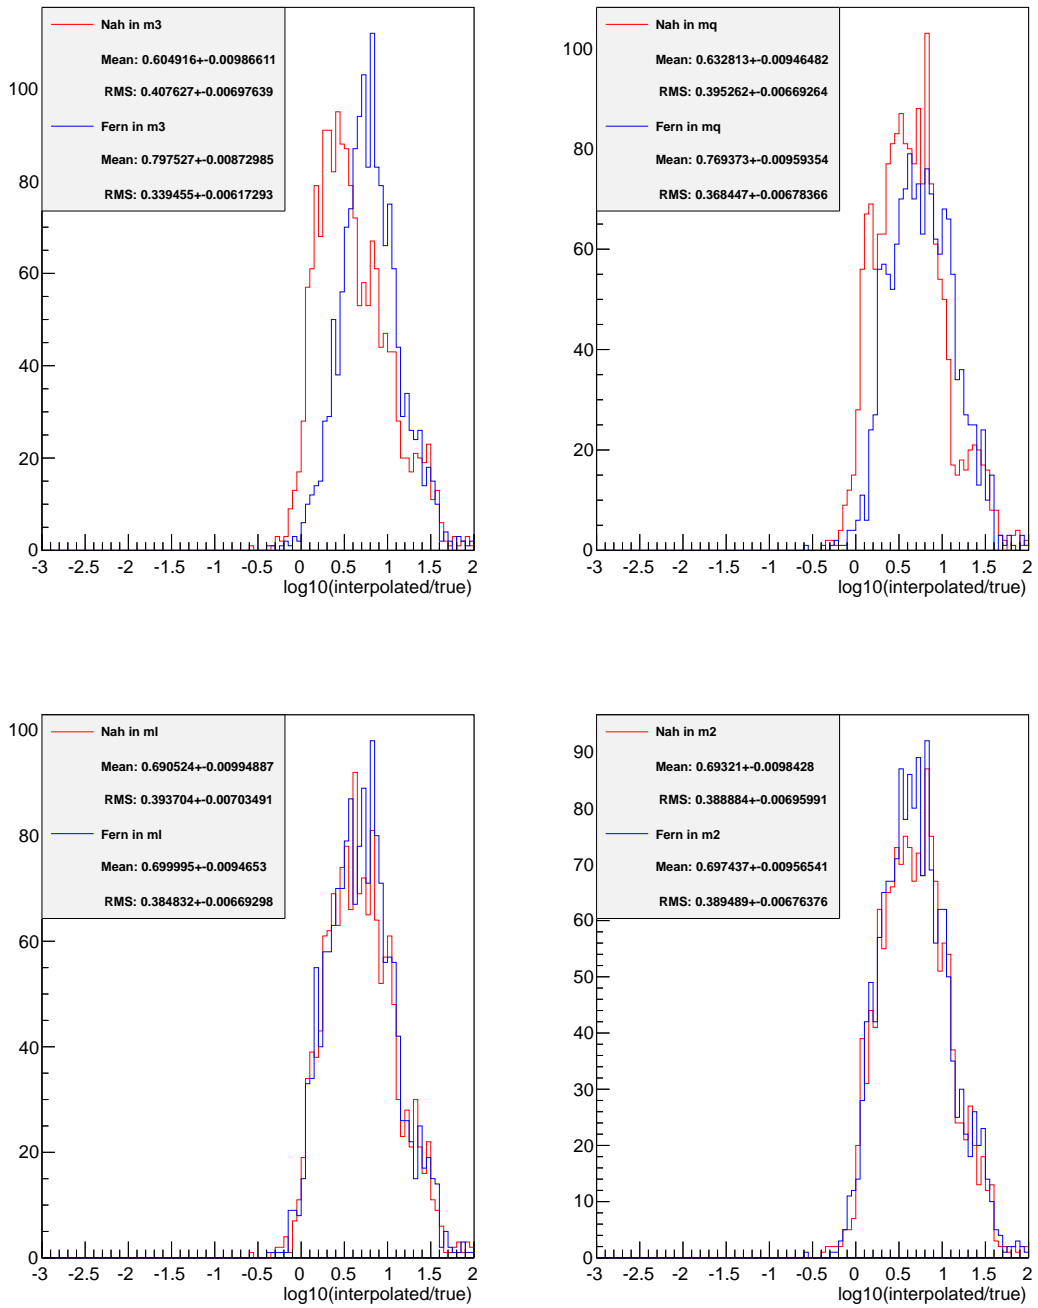 Nah in m3
Mean: 0.604916+-0.00986611
RMS: 0.407627+-0.00697639
Fern in m3
Mean: 0.797527+-0.00872985
RMS: 0.339455+-0.00617293
100
80
60
40
20
0
-3 -2.5 -2 -1.5 -1 -0.5 0 0.5 1 1.5 2
log10(interpolated/true)
Nah in mq
Mean: 0.632813+-0.00946482
RMS: 0.395262+-0.00669264
Fern in mq
Mean: 0.769373+-0.00959354
RMS: 0.368447+-0.00678366
100
80
60
40
20
0
-3 -2.5 -2 -1.5 -1 -0.5 0 0.5 1 1.5 2
log10(interpolated/true)
Nah in ml
Mean: 0.690524+-0.00994887
RMS: 0.393704+-0.00703491
Fern in ml
Mean: 0.699995+-0.0094653
RMS: 0.384832+-0.00669298
100
80
60
40
20
0
-3 -2.5 -2 -1.5 -1 -0.5 0 0.5 1 1.5 2
log10(interpolated/true)
Nah in m2
Mean: 0.69321+-0.0098428
RMS: 0.388884+-0.00695991
Fern in m2
Mean: 0.697437+-0.00956541
RMS: 0.389489+-0.00676376
90
80
70
60
50
40
30
20
10
0
-3 -2.5 -2 -1.5 -1 -0.5 0 0.5 1 1.5 2
log10(interpolated/true)